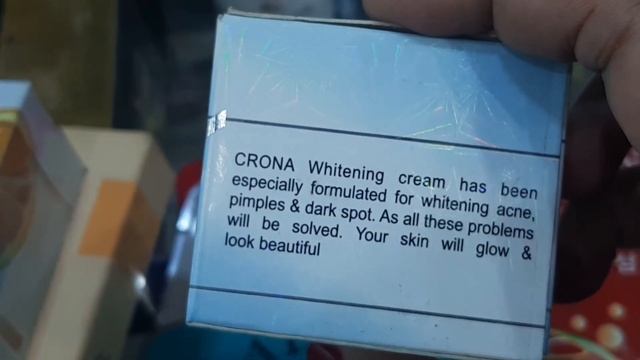 CRONA Whitening cream has been
especially formulated for whitening acne,
pimples & dark spot. As all these problems
will be solved. Your skin will glow &
look beautiful